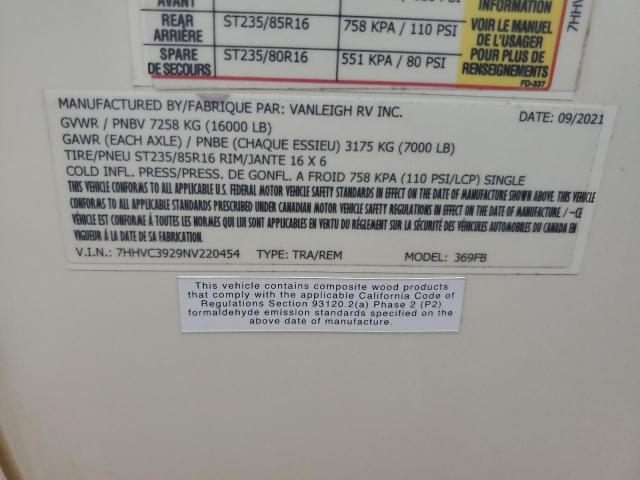 AVANT
INFORMATION
REAR
ARRIÈRE
ST235/85R16
758 KPA / 110 PSI
SPARE
DE SECOURS
ST235/80R16
551 KPA / 80 PSI
VOIR LE MANUEL
DE L'USAGER
POUR PLUS DE
RENSEIGNEMENTS
FD-337
MANUFACTURED BY/FABRIQUE PAR: VANLEIGH RV INC.
DATE: 09/2021
GVWR / PNBV 7258 KG (16000 LB)
GAWR (EACH AXLE) / PNBE (CHAQUE ESSIEU) 3175 KG (7000 LB)
TIRE/PNEU ST235/85R16 RIM/JANTE 16 X 6
COLD INFL. PRESS/PRESS. DE GONFL. A FROID 758 KPA (110 PSI/LCP) SINGLE
THIS VEHICLE CONFORMS TO ALL APPLICABLE U.S. FEDERAL MOTOR VEHICLE SAFETY STANDARDS IN EFFECT ON THE DATE OF MANUFACTURE SHOWN ABOVE. THIS VEHICLE
CONFORMS TO ALL APPLICABLE STANDARDS PRESCRIBED UNDER CANADIAN MOTOR VEHICLE SAFETY REGULATIONS IN EFFECT ON THE DATE OF MANUFACTURE. / ~CE
VÉHICLE EST CONFORME Á TOUTES LES NORMES QUI LUI SONT APPLICABLES EN VERTU DU RÉGLEMENT SUR LA SÉCURITÉ DES VÉHICULES AUTOMOBILES DU CANADA EN
VIGUEUR Á LA DATE DE SA FABRICATION.
V.I.N.: 7HHVC3929NV220454 TYPE: TRA/REM MODEL: 369FB
This vehicle contains composite wood products
that comply with the applicable California Code of
Regulations Section 93120.2(a) Phase 2 (P2)
formaldehyde emission standards specified on the
above date of manufacture.